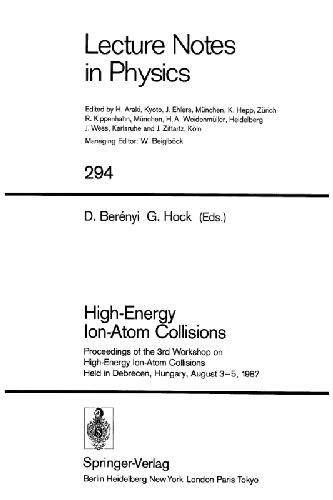 Lecture Notes
in Physics
Edited by H. Araki, Kyoto, J. Ehlers, München, K. Hepp, Zürich
R. Kippenhahn, München, H. A. Weidenmüller, Heidelberg
J. Wess, Karlsruhe and J. Zittartz, Köln
Managing Editor: W. Beiglböck
294
D. Berényi G. Hock (Eds.)
High-Energy
Ion-Atom Collisions
Proceedings of the 3rd Workshop on
High-Energy Ion-Atom Collisions
Held in Debrecen, Hungary, August 3–5, 1987
Springer-Verlag
Berlin Heidelberg New York London Paris Tokyo